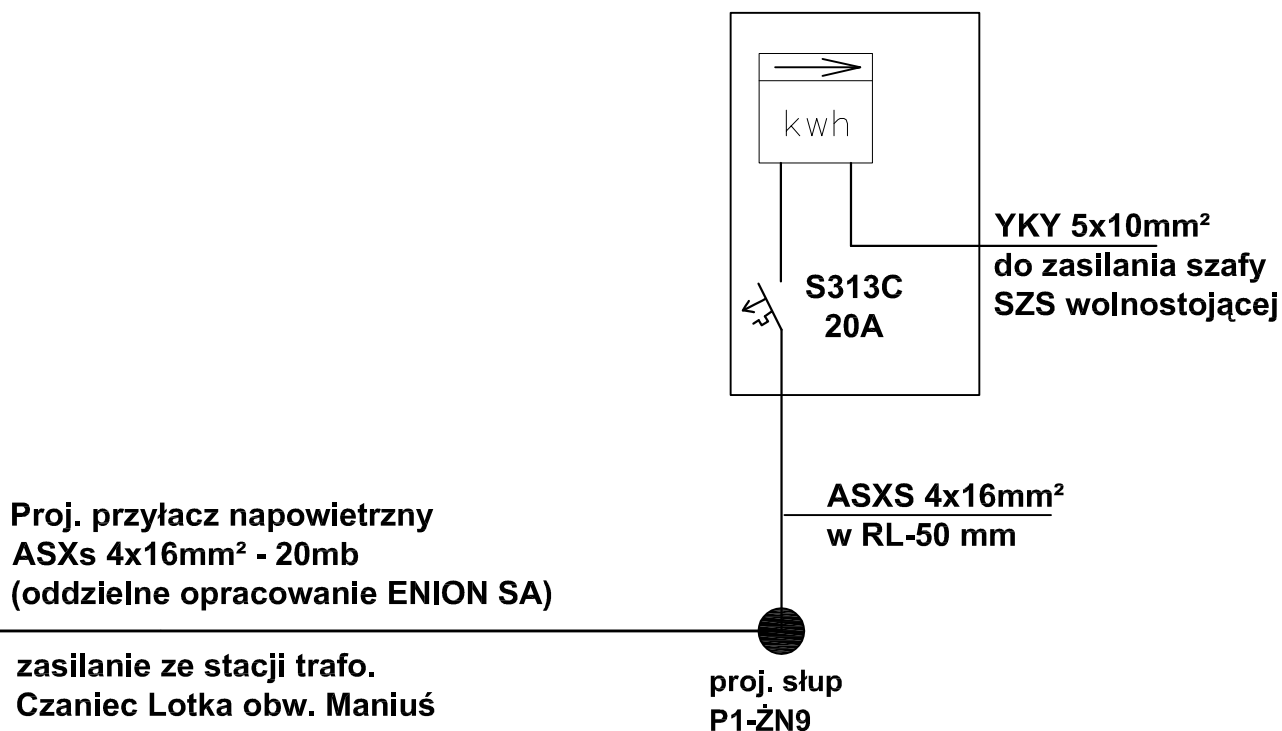 kwh
YKY 5x10mm²
do zasilania szafy
SZS wolnostojącej
S313C
20A
ASXS 4x16mm²
w RL-50 mm
Proj. przyłacz napowietrzny
ASXs 4x16mm² - 20mb
(oddzielne opracowanie ENION SA)
zasilanie ze stacji trafo.
Czaniec Lotka obw. Maniuś
proj. słup
P1-ŻN9